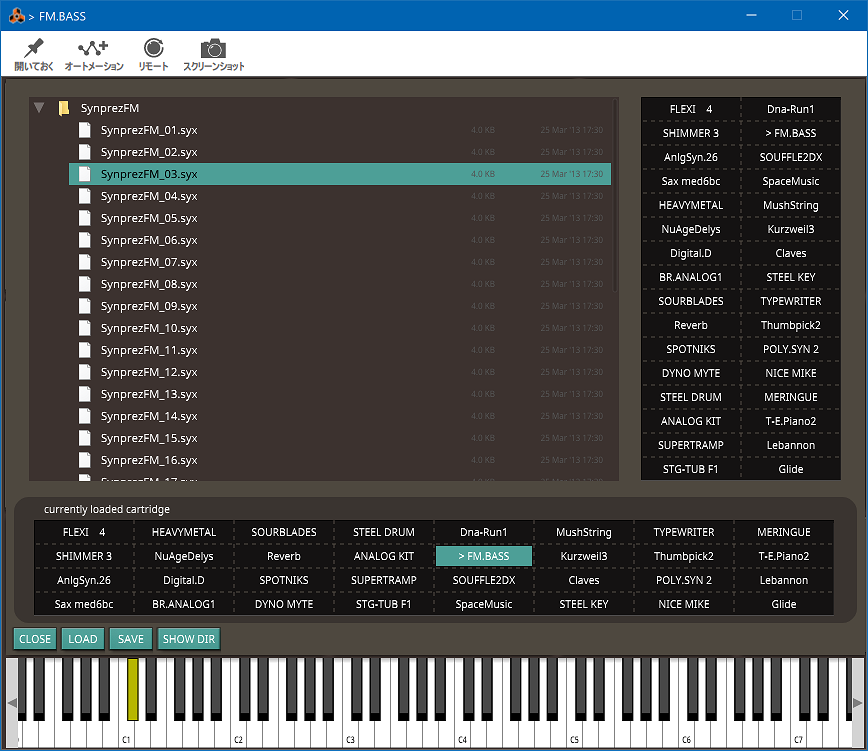 > FM.BASS
開いておく オートメーション リモート スクリーンショット
SynprezFM
SynprezFM_01.syx 4.0 KB 25 Mar '13 17:30
SynprezFM_02.syx 4.0 KB 25 Mar '13 17:30
SynprezFM_03.syx 4.0 KB 25 Mar '13 17:30
SynprezFM_04.syx 4.0 KB 25 Mar '13 17:30
SynprezFM_05.syx 4.0 KB 25 Mar '13 17:30
SynprezFM_06.syx 4.0 KB 25 Mar '13 17:30
SynprezFM_07.syx 4.0 KB 25 Mar '13 17:30
SynprezFM_08.syx 4.0 KB 25 Mar '13 17:30
SynprezFM_09.syx 4.0 KB 25 Mar '13 17:30
SynprezFM_10.syx 4.0 KB 25 Mar '13 17:30
SynprezFM_11.syx 4.0 KB 25 Mar '13 17:30
SynprezFM_12.syx 4.0 KB 25 Mar '13 17:30
SynprezFM_13.syx 4.0 KB 25 Mar '13 17:30
SynprezFM_14.syx 4.0 KB 25 Mar '13 17:30
SynprezFM_15.syx 4.0 KB 25 Mar '13 17:30
SynprezFM_16.syx 4.0 KB 25 Mar '13 17:30
FLEXI 4 Dna-Run1
SHIMMER 3 > FM.BASS
AnlgSyn.26 SOUFFLE2DX
Sax med6bc SpaceMusic
HEAVYMETAL MushString
NuAgeDelys Kurzweil3
Digital.D Claves
BR.ANALOG1 STEEL KEY
SOURBLADES TYPEWRITER
Reverb Thumbpick2
SPOTNIKS POLY.SYN 2
DYNO MYTE NICE MIKE
STEEL DRUM MERINGUE
ANALOG KIT T-E.Piano2
SUPERTRAMP Lebannon
STG-TUB F1 Glide
currently loaded cartridge
FLEXI 4 HEAVYMETAL SOURBLADES STEEL DRUM Dna-Run1 MushString TYPEWRITER MERINGUE
SHIMMER 3 NuAgeDelys Reverb ANALOG KIT > FM.BASS Kurzweil3 Thumbpick2 T-E.Piano2
AnlgSyn.26 Digital.D SPOTNIKS SUPERTRAMP SOUFFLE2DX Claves POLY.SYN 2 Lebannon
Sax med6bc BR.ANALOG1 DYNO MYTE STG-TUB F1 SpaceMusic STEEL KEY NICE MIKE Glide
CLOSE LOAD SAVE SHOW DIR
C1 C2 C3 C4 C5 C6 C7